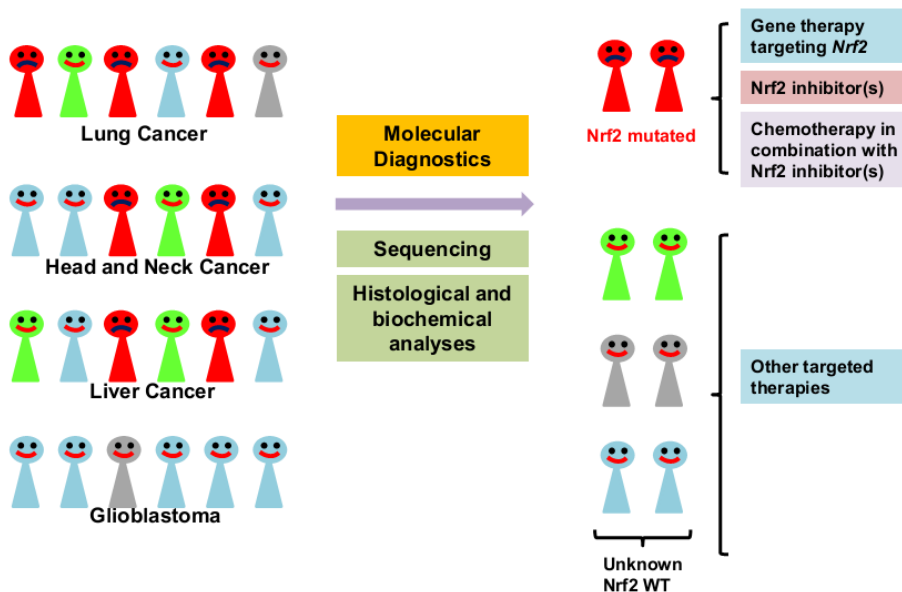 Lung Cancer
Head and Neck Cancer
Liver Cancer
Glioblastoma
Molecular
Diagnostics
Sequencing
Histological and
biochemical
analyses
Nrf2 mutated
Gene therapy
targeting Nrf2
Nrf2 inhibitor(s)
Chemotherapy in
combination with
Nrf2 inhibitor(s)
Other targeted
therapies
Unknown
Nrf2 WT